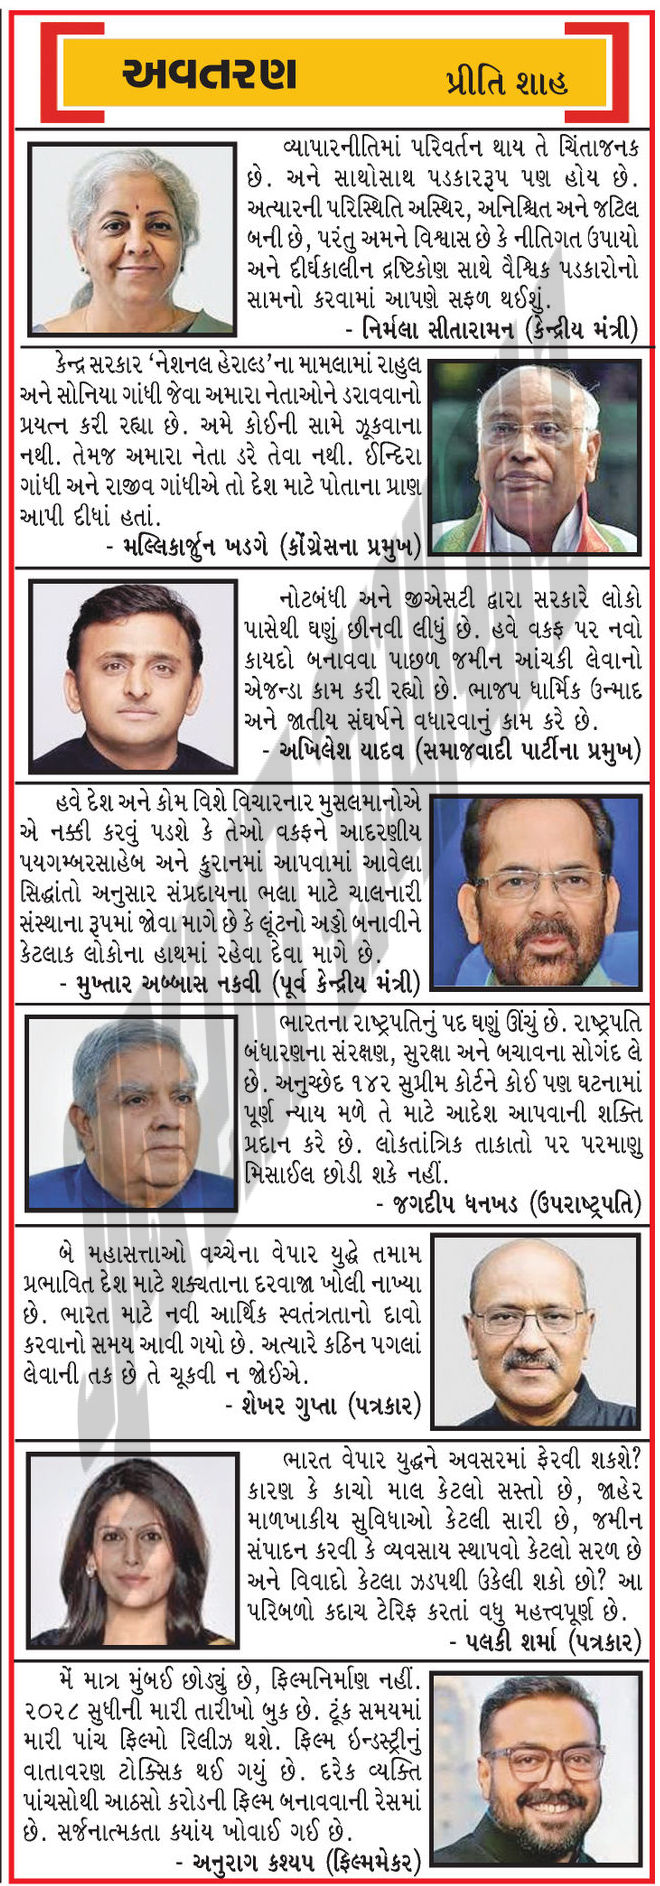 અવતરણ
પ્રીતિ શાહ
વ્યાપારનીતિમાં પરિવર્તન થાય તે ચિંતાજનક
છે. અને સાથોસાથ પડકારરૂપ પણ હોય છે.
અત્યારની પરિસ્થિતિ અસ્થિર, અનિશ્ચિત અને જટિલ
બની છે, પરંતુ અમને વિશ્વાસ છે કે નીતિગત ઉપાયો
અને દીર્ઘકાલીન દ્રષ્ટિકોણ સાથે વૈશ્વિક પડકારોનો
સામનો કરવામાં આપણે સફળ થઈશું.
- નિર્મલા સીતારામન (કેન્દ્રીય મંત્રી)
કેન્દ્ર સરકાર ‘નેશનલ હેરાલ્ડ’ના મામલામાં રાહુલ
અને સોનિયા ગાંધી જેવા અમારા નેતાઓને ડરાવવાનો
પ્રયત્ન કરી રહ્યા છે. અમે કોઈની સામે ઝૂકવાના
નથી. તેમજ અમારા નેતા ડરે તેવા નથી. ઈન્દિરા
ગાંધી અને રાજીવ ગાંધીએ તો દેશ માટે પોતાના પ્રાણ
આપી દીધાં હતાં.
- મલ્લિકાર્જુન ખડગે (કોંગ્રેસના પ્રમુખ)
નોટબંધી અને જીએસટી દ્વારા સરકારે લોકો
પાસેથી ઘણું છીનવી લીધું છે. હવે વકફ પર નવો
કાયદો બનાવવા પાછળ જમીન આંચકી લેવાનો
એજન્ડા કામ કરી રહ્યો છે. ભાજપ ધાર્મિક ઉન્માદ
અને જાતીય સંઘર્ષને વધારવાનું કામ કરે છે.
- અખિલેશ યાદવ (સમાજવાદી પાર્ટીના પ્રમુખ)
હવે દેશ અને કોમ વિશે વિચારનાર મુસલમાનોએ
એ નક્કી કરવું પડશે કે તેઓ વકફને આદરણીય
પયગમ્બરસાહેબ અને કુરાનમાં આપવામાં આવેલા
સિદ્ધાંતો અનુસાર સંપ્રદાયના ભલા માટે ચાલનારી
સંસ્થાના રૂપમાં જોવા માગે છે કે લૂંટનો અડ્ડો બનાવીને
કેટલાક લોકોના હાથમાં રહેવા દેવા માગે છે.
- મુખ્તાર અબ્બાસ નકવી (પૂર્વ કેન્દ્રીય મંત્રી)
ભારતના રાષ્ટ્રપતિનું પદ ઘણું ઊંચું છે. રાષ્ટ્રપતિ
બંધારણના સંરક્ષણ, સુરક્ષા અને બચાવના સોગંદ લે
છે. અનુચ્છેદ ૧૪૨ સુપ્રીમ કોર્ટને કોઈ પણ ઘટનામાં
પૂર્ણ ન્યાય મળે તે માટે આદેશ આપવાની શક્તિ
પ્રદાન કરે છે. લોકતાંત્રિક તાકાતો પર પરમાણુ
મિસાઈલ છોડી શકે નહીં.
- જગદીપ ધનખડ (ઉપરાષ્ટ્રપતિ)
બે મહાસત્તાઓ વચ્ચેના વેપાર યુદ્ધે તમામ
પ્રભાવિત દેશ માટે શક્યતાના દરવાજા ખોલી નાખ્યા
છે. ભારત માટે નવી આર્થિક સ્વતંત્રતાનો દાવો
કરવાનો સમય આવી ગયો છે. અત્યારે કઠિન પગલાં
લેવાની તક છે તે ચૂકવી ન જોઈએ.
- શેખર ગુપ્તા (પત્રકાર)
ભારત વેપાર યુદ્ધને અવસરમાં ફેરવી શકશે?
કારણ કે કાચો માલ કેટલો સસ્તો છે, જાહેર
માળખાકીય સુવિધાઓ કેટલી સારી છે, જમીન
સંપાદન કરવી કે વ્યવસાય સ્થાપવો કેટલો સરળ છે
અને વિવાદો કેટલા ઝડપથી ઉકેલી શકો છો? આ
પરિબળો કદાચ ટેરિફ કરતાં વધુ મહત્ત્વપૂર્ણ છે.
- પલકી શર્મા (પત્રકાર)
મેં માત્ર મુંબઈ છોડ્યું છે, ફિલ્મનિર્માણ નહીં.
૨૦૨૮ સુધીની મારી તારીખો બુક છે. ટૂંક સમયમાં
મારી પાંચ ફિલ્મો રિલીઝ થશે. ફિલ્મ ઇન્ડસ્ટ્રીનું
વાતાવરણ ટોક્સિક થઈ ગયું છે. દરેક વ્યક્તિ
પાંચસોથી આઠસો કરોડની ફિલ્મ બનાવવાની રેસમાં
છે. સર્જનાત્મકતા કયાંય ખોવાઈ ગઈ છે.
- અનુરાગ કશ્યપ (ફિલ્મમેકર)